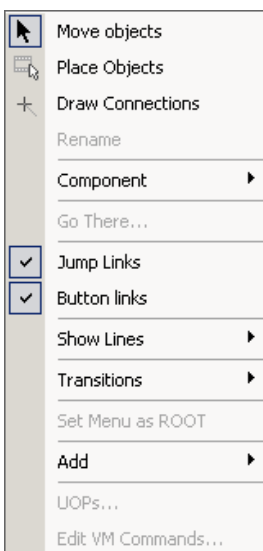 Move objects
Place Objects
Draw Connections
Rename
Component
Go There...
Jump Links
Button links
Show Lines
Transitions
Set Menu as ROOT
Add
UOPs...
Edit VM Commands...